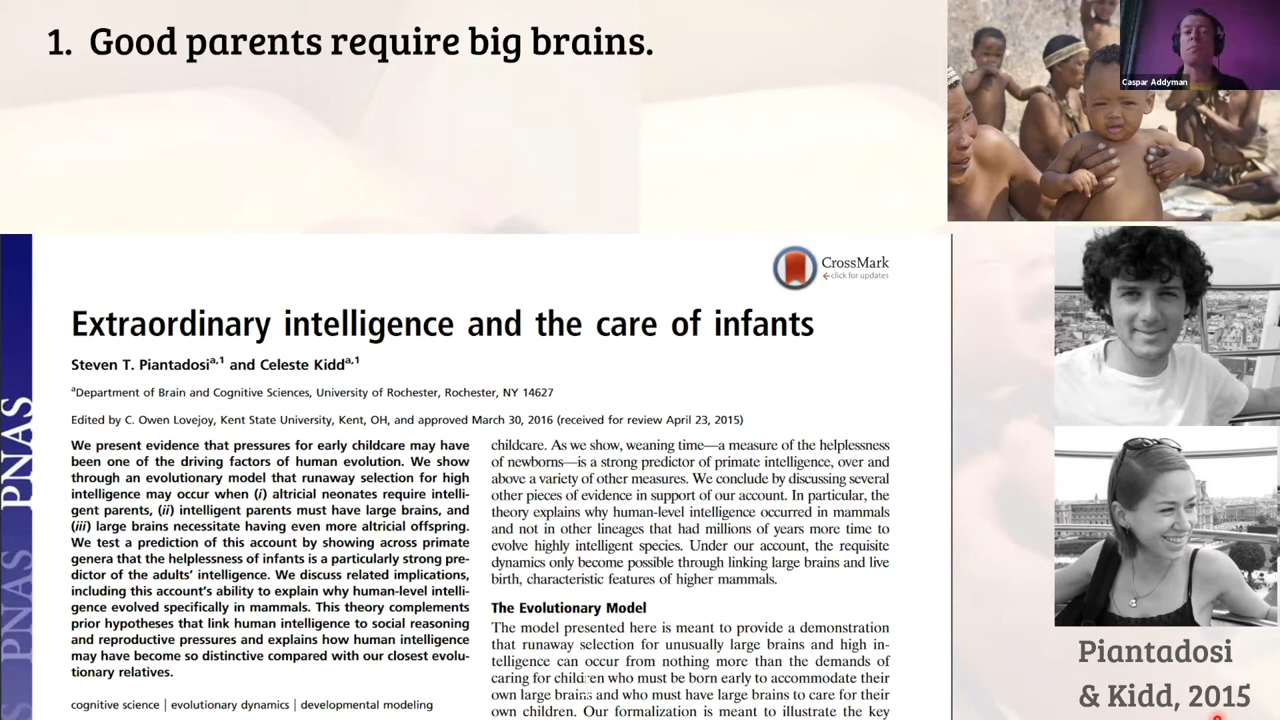 1. Good parents require big brains.
Caspar Addyman
CrossMark
click for updates
Extraordinary intelligence and the care of infants
Steven T. Piantadosia,1 and Celeste Kidda,1
aDepartment of Brain and Cognitive Sciences, University of Rochester, Rochester, NY 14627
Edited by C. Owen Lovejoy, Kent State University, Kent, OH, and approved March 30, 2016 (received for review April 23, 2015)
We present evidence that pressures for early childcare may have
been one of the driving factors of human evolution. We show
through an evolutionary model that runaway selection for high
intelligence may occur when (i) altricial neonates require intelli-
gent parents, (ii) intelligent parents must have large brains, and
(iii) large brains necessitate having even more altricial offspring.
We test a prediction of this account by showing across primate
genera that the helplessness of infants is a particularly strong pre-
dictor of the adults' intelligence. We discuss related implications,
including this account's ability to explain why human-level intelli-
gence evolved specifically in mammals. This theory complements
prior hypotheses that link human intelligence to social reasoning
and reproductive pressures and explains how human intelligence
may have become so distinctive compared with our closest evolu-
tionary relatives.
cognitive science | evolutionary dynamics | developmental modeling
childcare. As we show, weaning time—a measure of the helplessness
of newborns—is a strong predictor of primate intelligence, over and
above a variety of other measures. We conclude by discussing several
other pieces of evidence in support of our account. In particular, the
theory explains why human-level intelligence occurred in mammals
and not in other lineages that had millions of years more time to
evolve highly intelligent species. Under our account, the requisite
dynamics only become possible through linking large brains and live
birth, characteristic features of higher mammals.
The Evolutionary Model
The model presented here is meant to provide a demonstration
that runaway selection for unusually large brains and high in-
telligence can occur from nothing more than the demands of
caring for children who must be born early to accommodate their
own large brains and who must have large brains to care for their
own children. Our formalization is meant to illustrate the key
PNAS
PNAS
Piantadosi
& Kidd, 2015